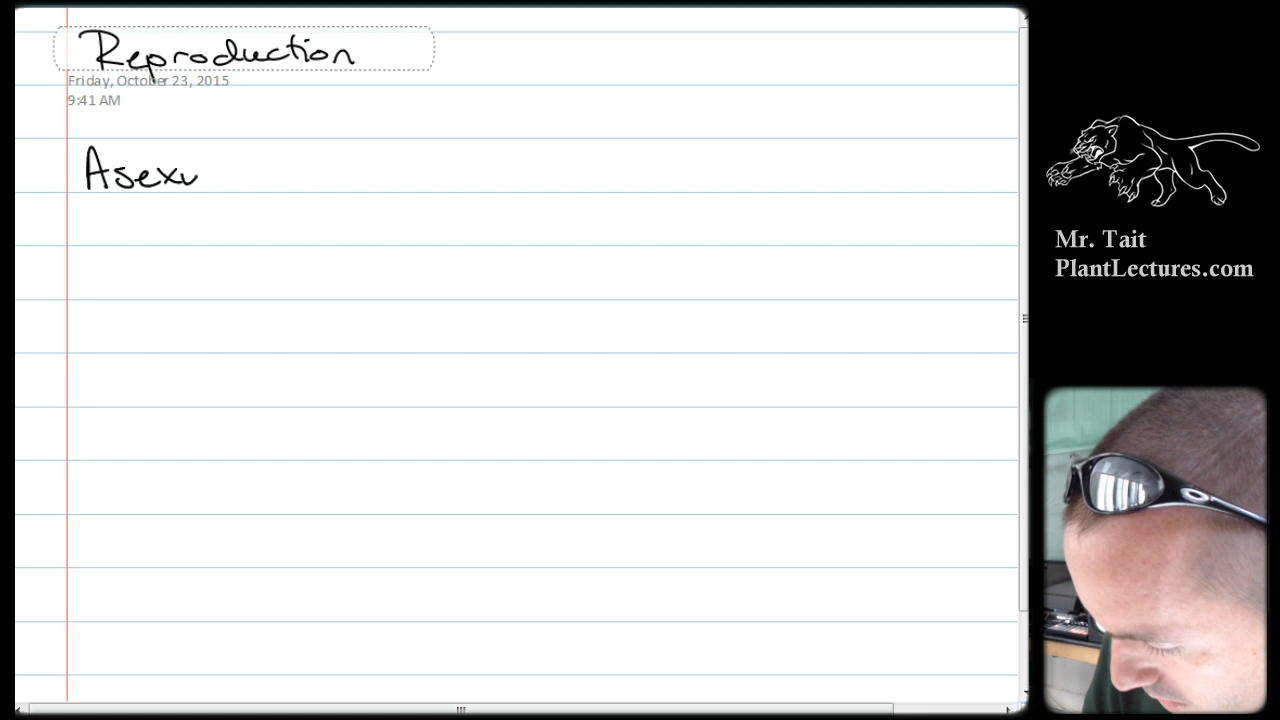 Reproduction
Friday, October 23, 2015
9:41 AM
Asexu
Mr. Tait
PlantLectures.com